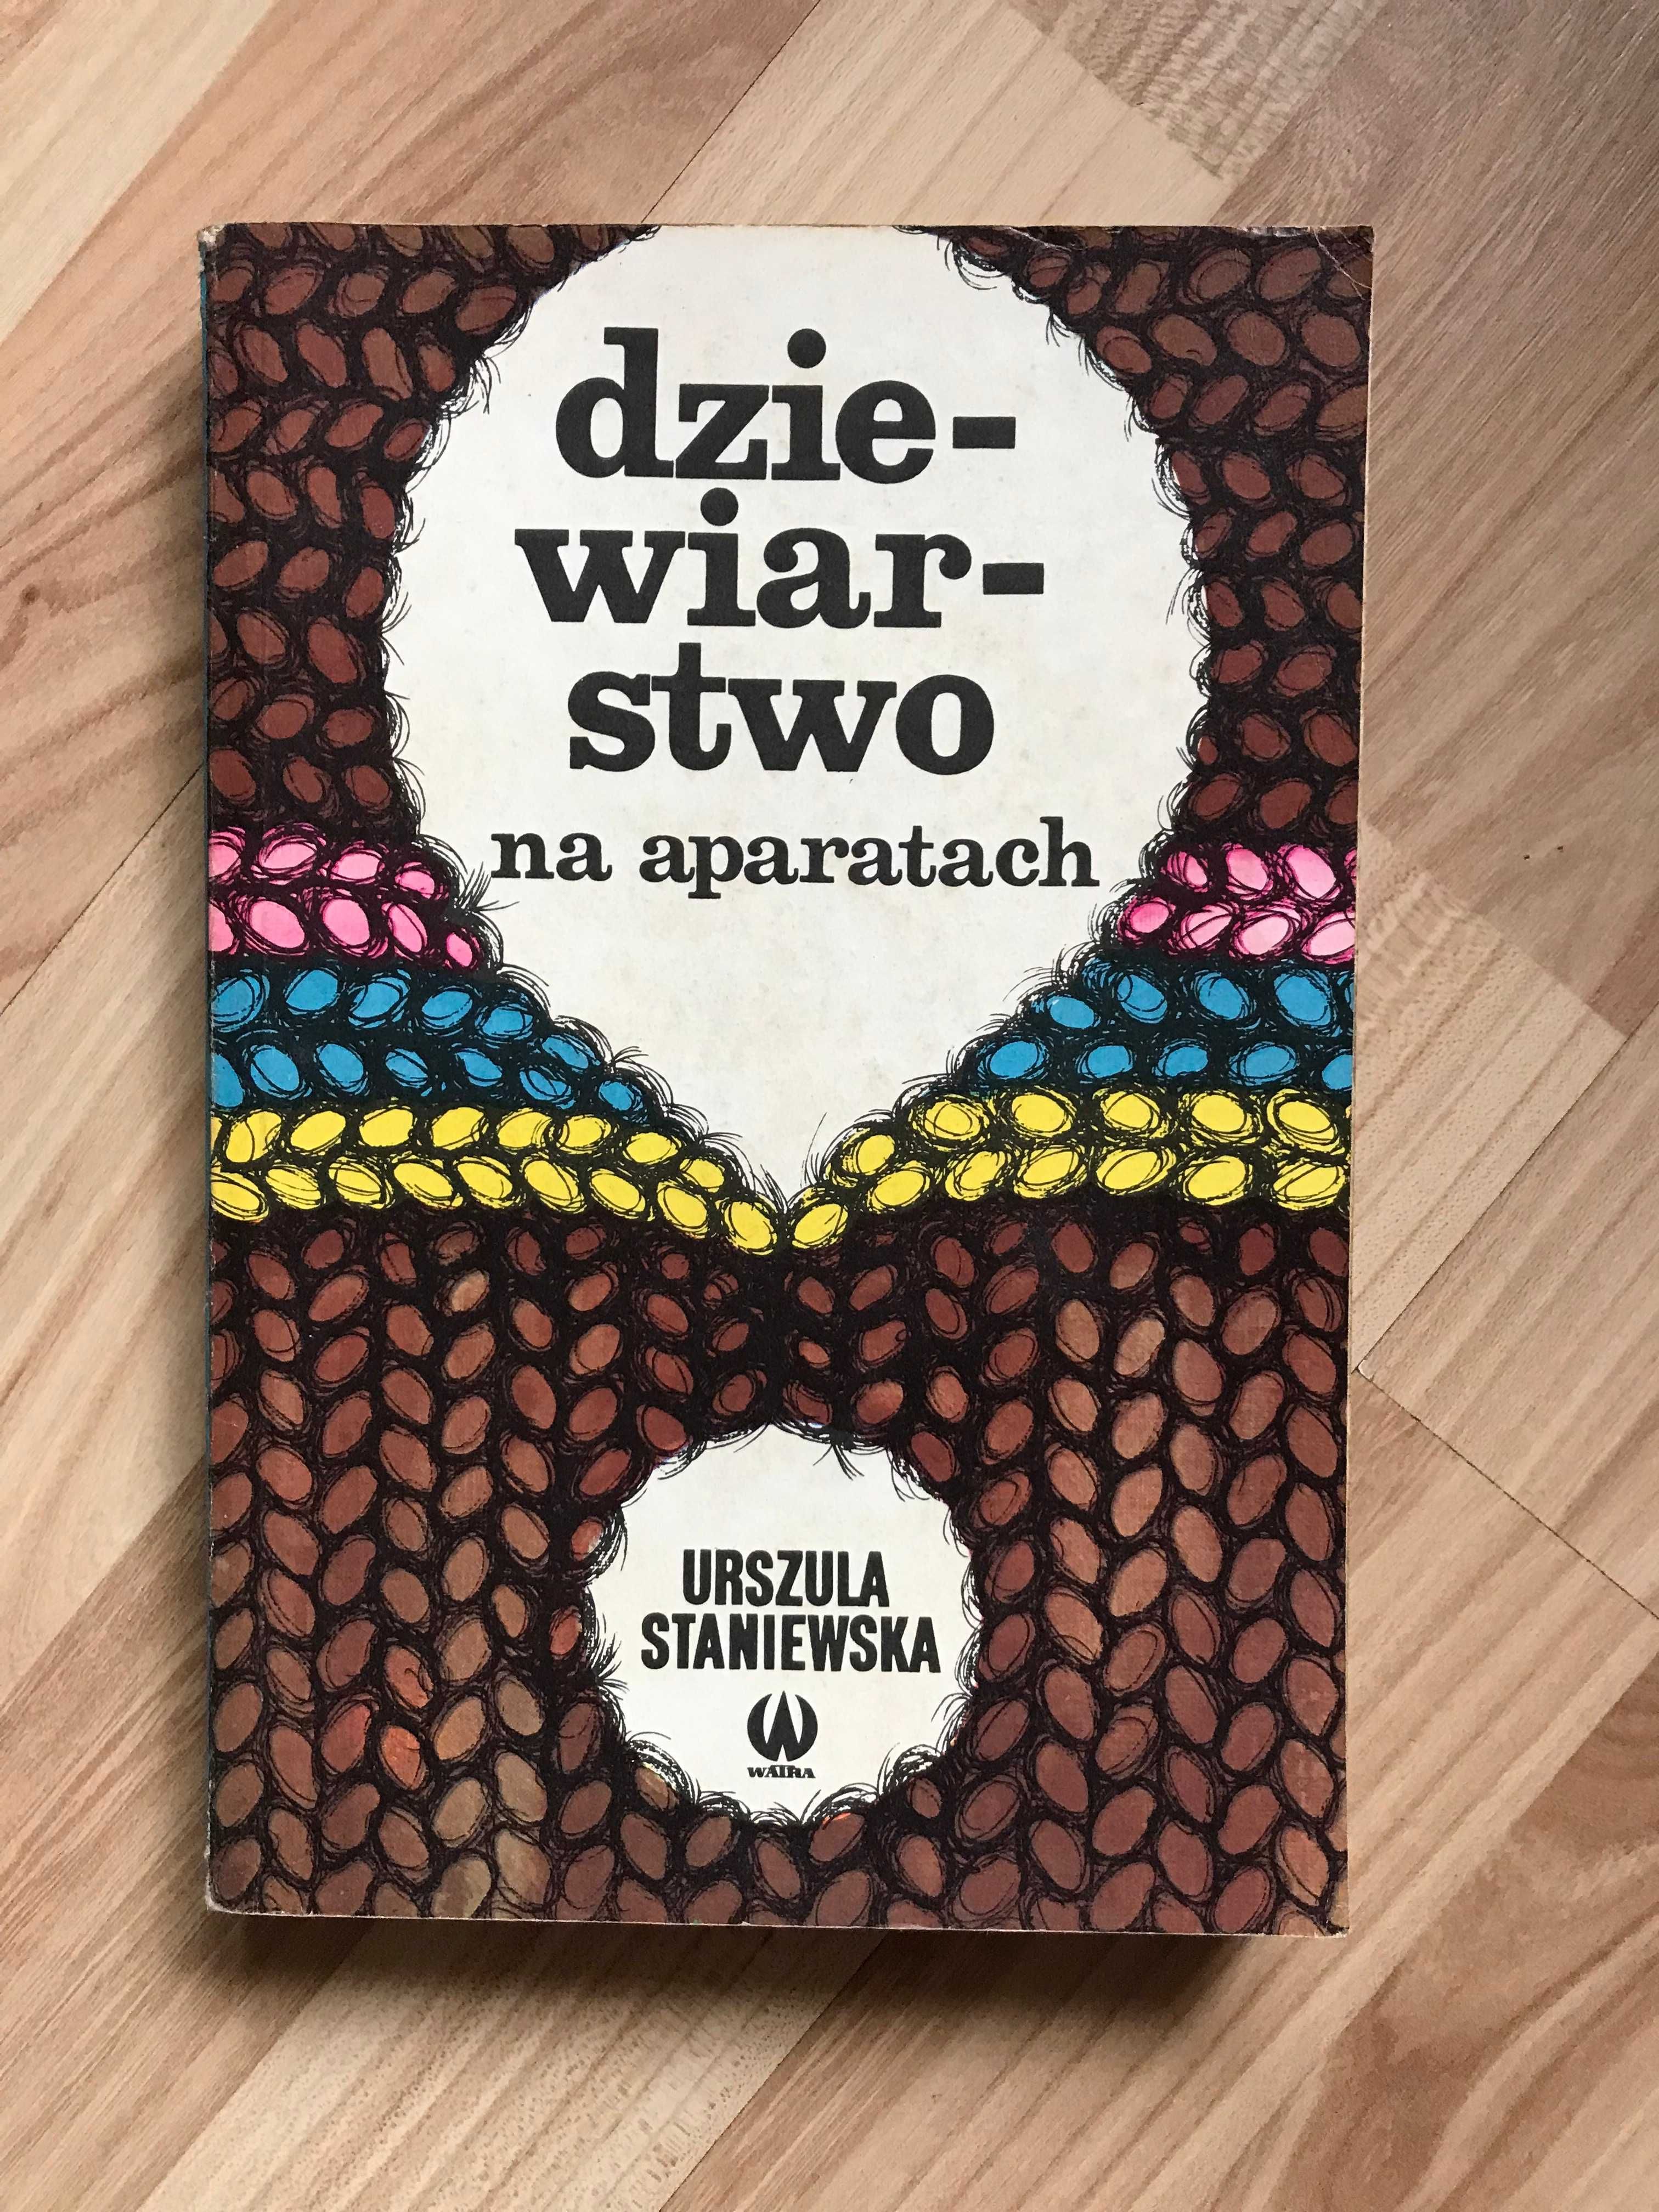 dzie-
wiar-
stwo
na aparatach
URSZULA
STANIEWSKA
WATRA